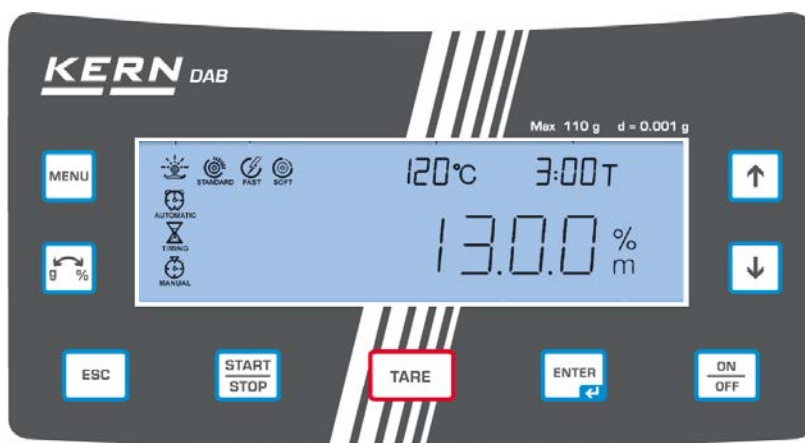 KERN DAB
Max 110 g d = 0.001 g
MENU
STANDARD FAST SOFT
120°C 3:00T
↑
AUTOMATIC
TIMING
13.0.0 % m
g %
↓
MANUAL
ESC
START
STOP
TARE
ENTER
ON
OFF